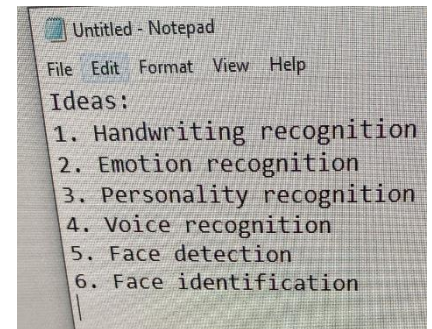 Untitled - Notepad
File Edit Format View Help
Ideas:
1. Handwriting recognition
2. Emotion recognition
3. Personality recognition
4. Voice recognition
5. Face detection
6. Face identification